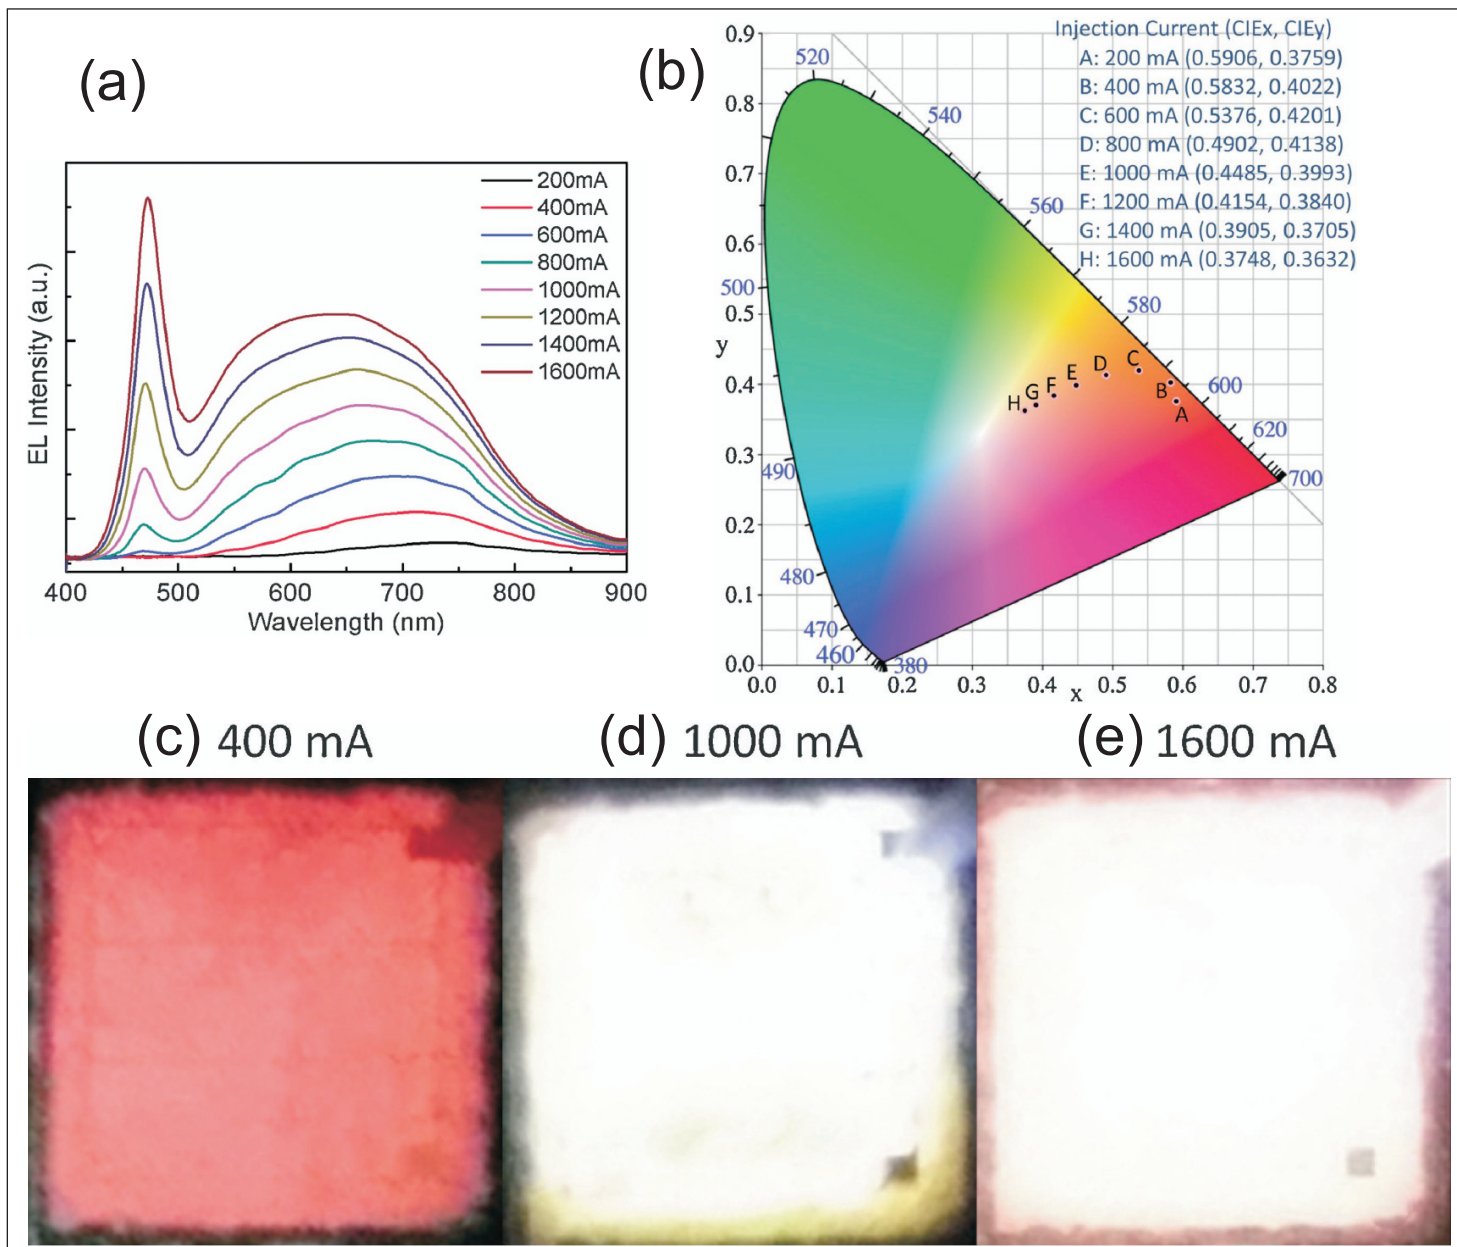 (a)
200mA
400mA
600mA
800mA
1000mA
1200mA
1400mA
1600mA
EL Intensity (a.u.)
400 500 600 700 800 900
Wavelength (nm)
(b)
Injection Current (CIEx, CIEy)
A: 200 mA (0.5906, 0.3759)
B: 400 mA (0.5832, 0.4022)
C: 600 mA (0.5376, 0.4201)
D: 800 mA (0.4902, 0.4138)
E: 1000 mA (0.4485, 0.3993)
F: 1200 mA (0.4154, 0.3840)
G: 1400 mA (0.3905, 0.3705)
H: 1600 mA (0.3748, 0.3632)
0.9
0.8
0.7
0.6
0.5
y
0.4
0.3
0.2
0.1
0.0
520
540
560
500
580
600
620
490
700
480
470
460
380
H G F E D C B A
0.0 0.1 0.2 0.3 0.4 0.5 0.6 0.7 0.8
x
(c) 400 mA
(d) 1000 mA
(e) 1600 mA